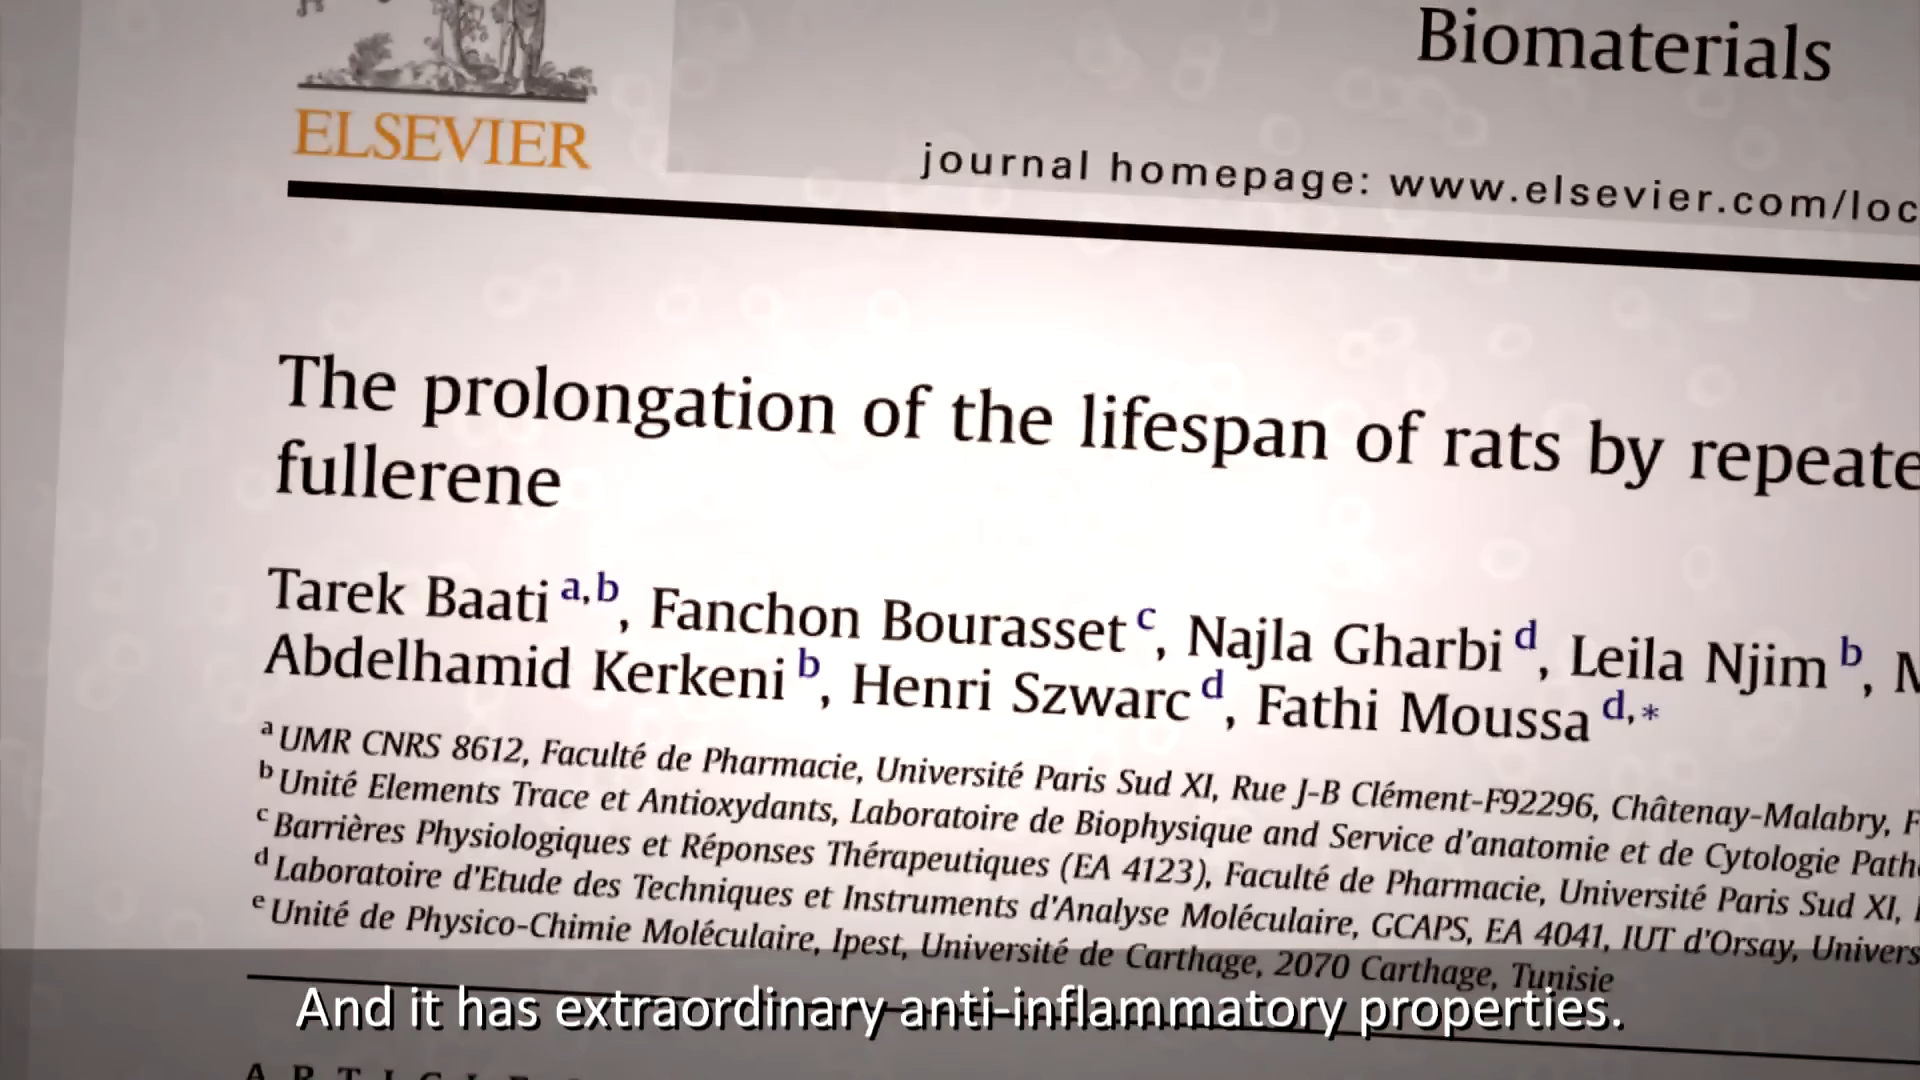 Biomaterials
ELSEVIER
journal homepage: www.elsevier.com/loc
The prolongation of the lifespan of rats by repeate
fullerene
Tarek Baati a,b, Fanchon Bourasset c, Najla Gharbi d, Leila Njim b, M
Abdelhamid Kerkeni b, Henri Szwarc d, Fathi Moussa d,*
a UMR CNRS 8612, Faculté de Pharmacie, Université Paris Sud XI, Rue J-B Clément-F92296, Châtenay-Malabry, F
b Unité Elements Trace et Antioxydants, Laboratoire de Biophysique and Service d'anatomie et de Cytologie Path
c Barrières Physiologiques et Réponses Thérapeutiques (EA 4123), Faculté de Pharmacie, Université Paris Sud XI,
d Laboratoire d'Etude des Techniques et Instruments d'Analyse Moléculaire, GCAPS, EA 4041, IUT d'Orsay, Univers
e Unité de Physico-Chimie Moléculaire, Ipest, Université de Carthage, 2070 Carthage, Tunisie
And it has extraordinary anti-inflammatory properties.